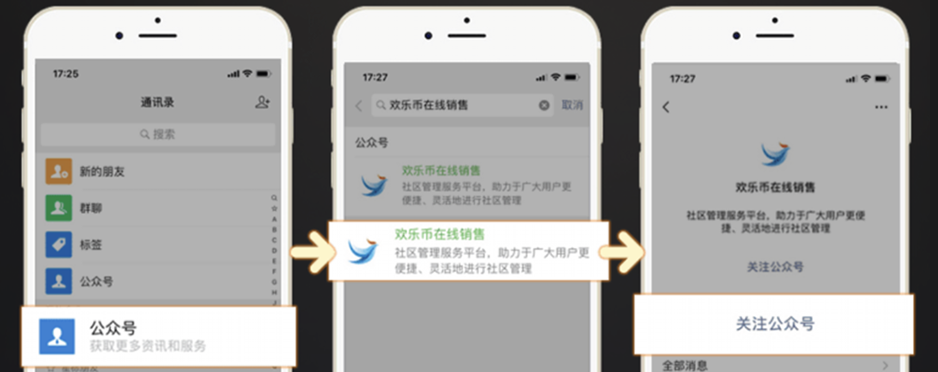 17:25
通讯录
搜索
新的朋友
群聊
标签
公众号
A
B
C
D
E
F
G
H
公众号
获取更多资讯和服务
17:27
欢乐币在线销售
取消
公众号
欢乐币在线销售
社区管理服务平台，助力于广大用户更
便捷、灵活地进行社区管理
欢乐币在线销售
社区管理服务平台，助力于广大用户更
便捷、灵活地进行社区管理
17:27
欢乐币在线销售
社区管理服务平台，助力于广大用户更便
捷、灵活地进行社区管理
关注公众号
关注公众号
全部消息